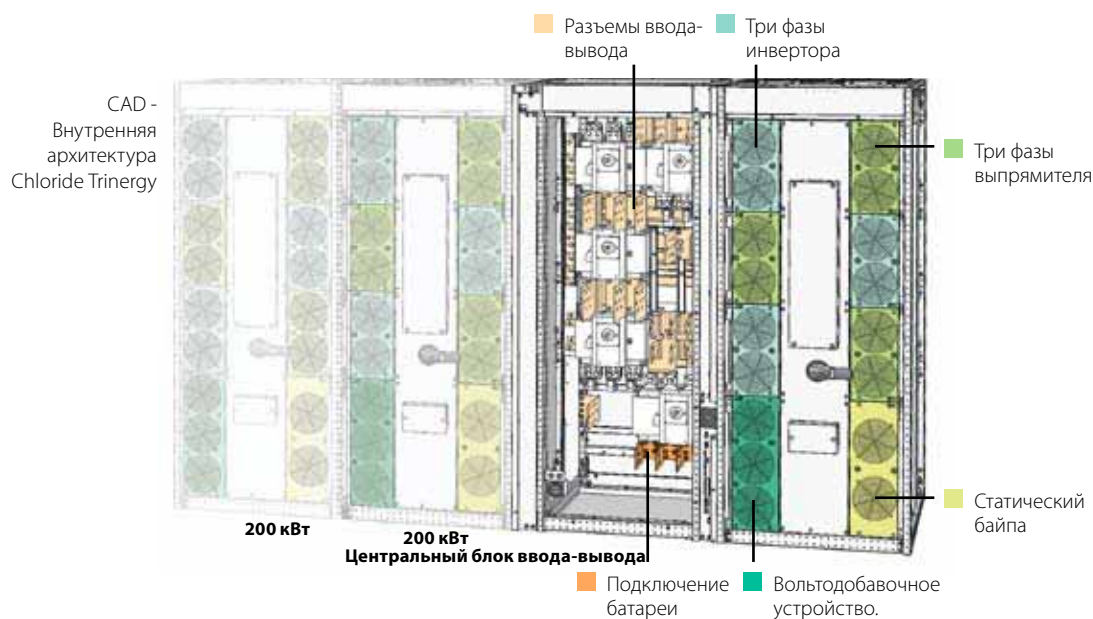 Разъемы ввода-
вывода
Три фазы
инвертора
CAD -
Внутренняя
архитектура
Chloride Trinergy
Три фазы
выпрямителя
Статический
байпа
200 кВт
200 кВт
Центральный блок ввода-вывода
Подключение
батареи
Вольтодобавочное
устройство.